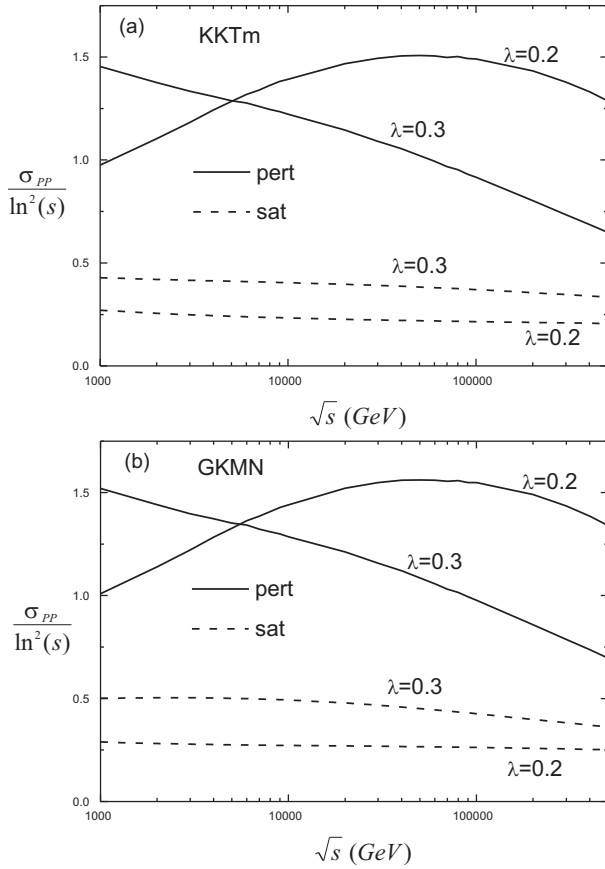 (a) KKTm
1.5
λ=0.2
λ=0.3
1.0
σ_PP / ln²(s)
pert
sat
0.5
λ=0.3
λ=0.2
0.0
1000 10000 100000
√s (GeV)
(b) GKMN
1.5
λ=0.2
λ=0.3
1.0
σ_PP / ln²(s)
pert
sat
0.5
λ=0.3
λ=0.2
0.0
1000 10000 100000
√s (GeV)